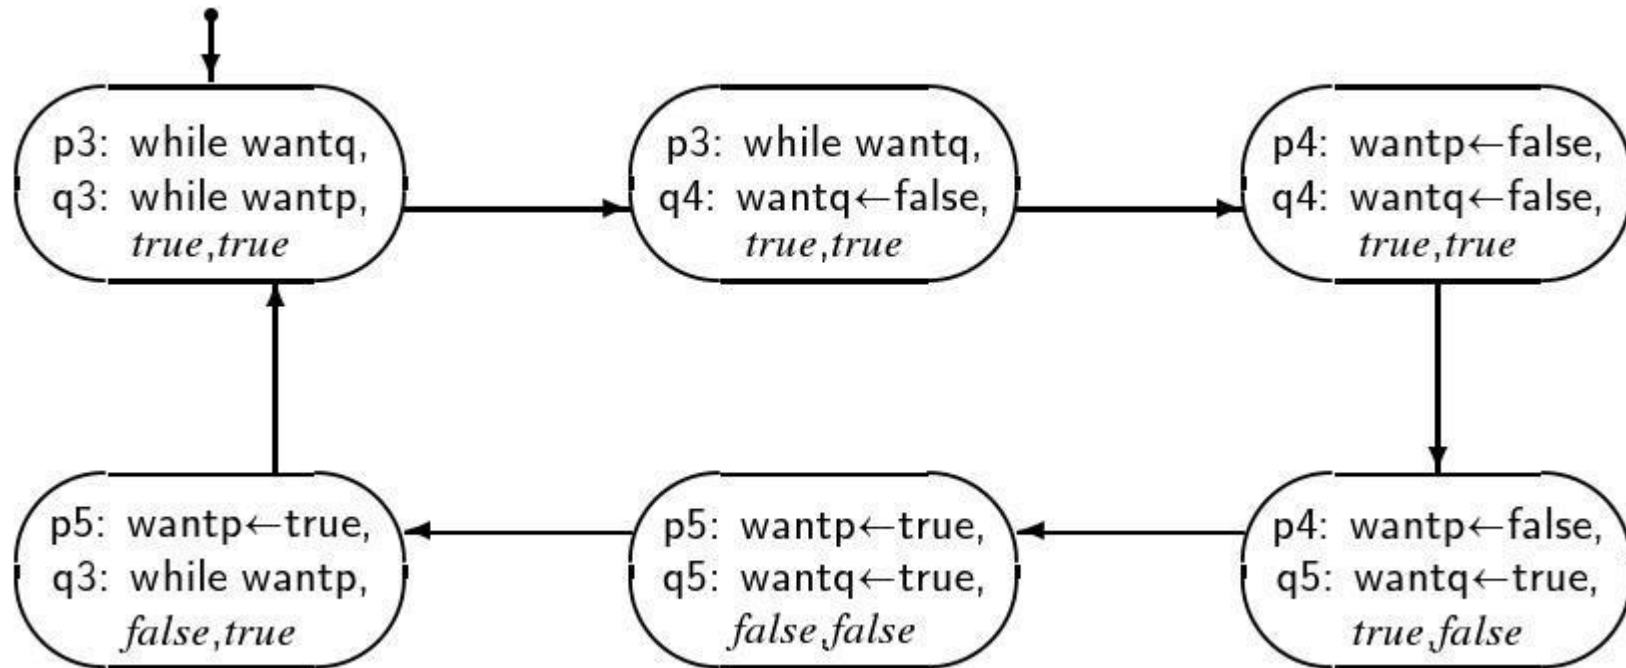 p3: while wantq,
q3: while wantp,
true,true
p3: while wantq,
q4: wantq←false,
true,true
p4: wantp←false,
q4: wantq←false,
true,true
p5: wantp←true,
q3: while wantp,
false,true
p5: wantp←true,
q5: wantq←true,
false,false
p4: wantp←false,
q5: wantq←true,
true,false